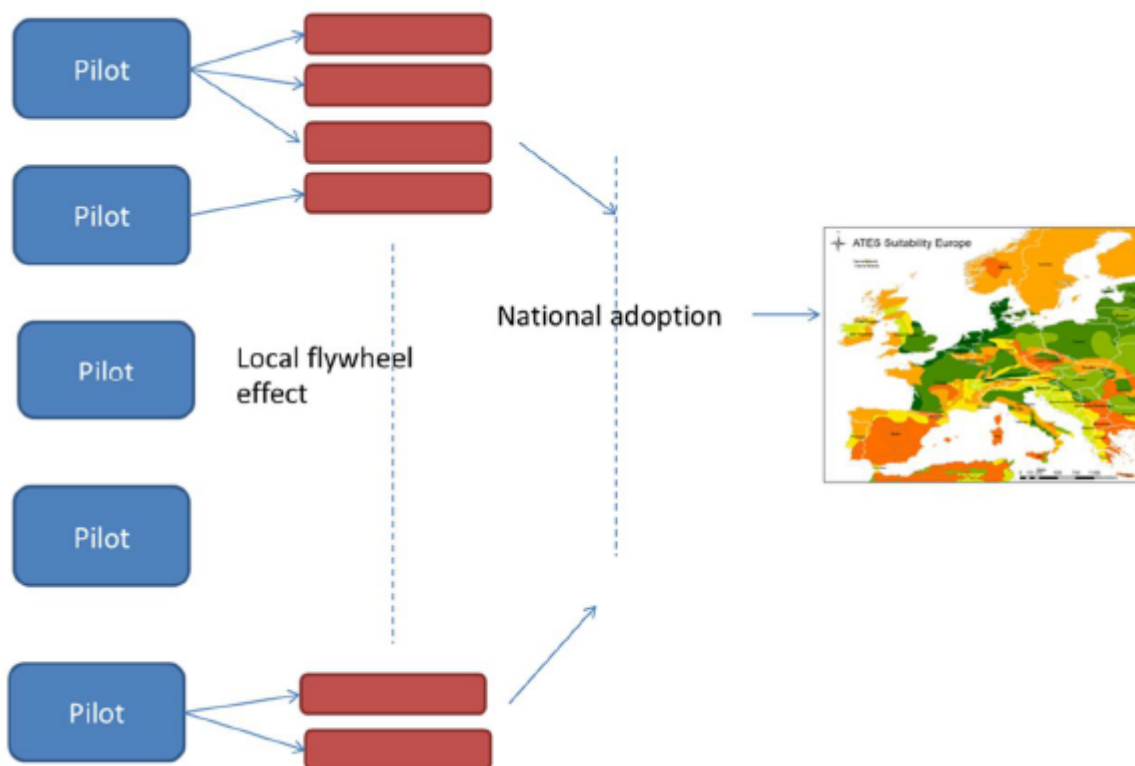 Pilot
Pilot
Pilot
Local flywheel
effect
National adoption
ATES Suitability Europe
Pilot
Pilot